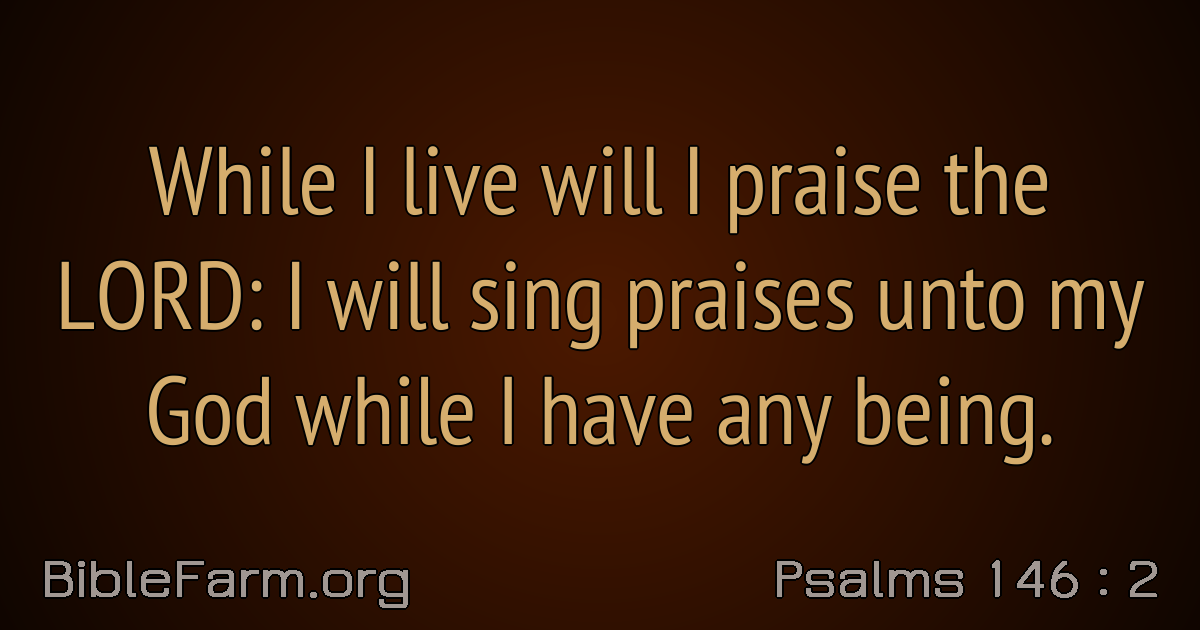 While I live will I praise the
LORD: I will sing praises unto my
God while I have any being.
BibleFarm.org
Psalms 146 : 2